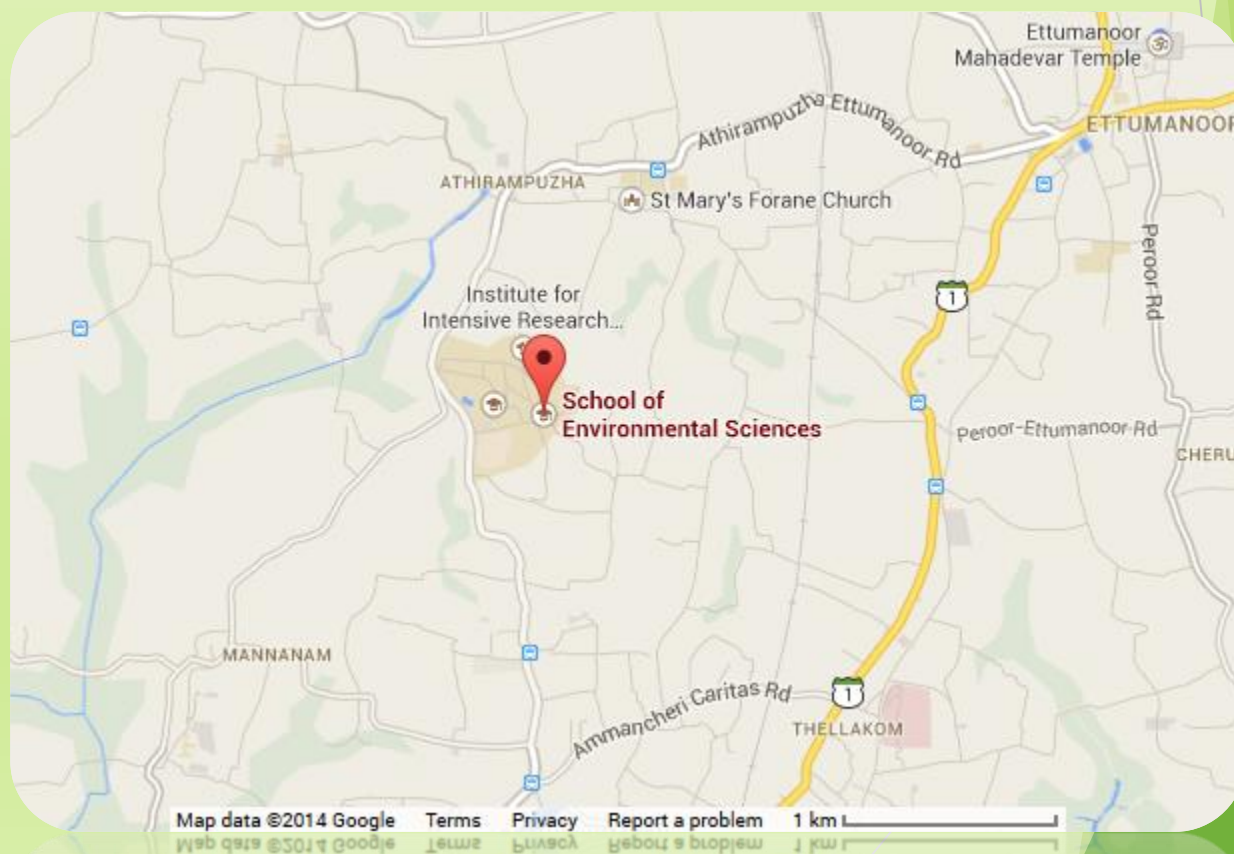 Ettumanoor
Mahadevar Temple
ETTUMANOOR
Athirampuzha Ettumanoor Rd
ATHIRAMPUZHA
St Mary's Forane Church
Peroor Rd
Institute for
Intensive Research...
1
School of
Environmental Sciences
Peroor-Ettumanoor Rd
CHERU
MANNANAM
Ammancheri Caritas Rd
1
THELLAKOM
Map data ©2014 Google Terms Privacy Report a problem 1 km